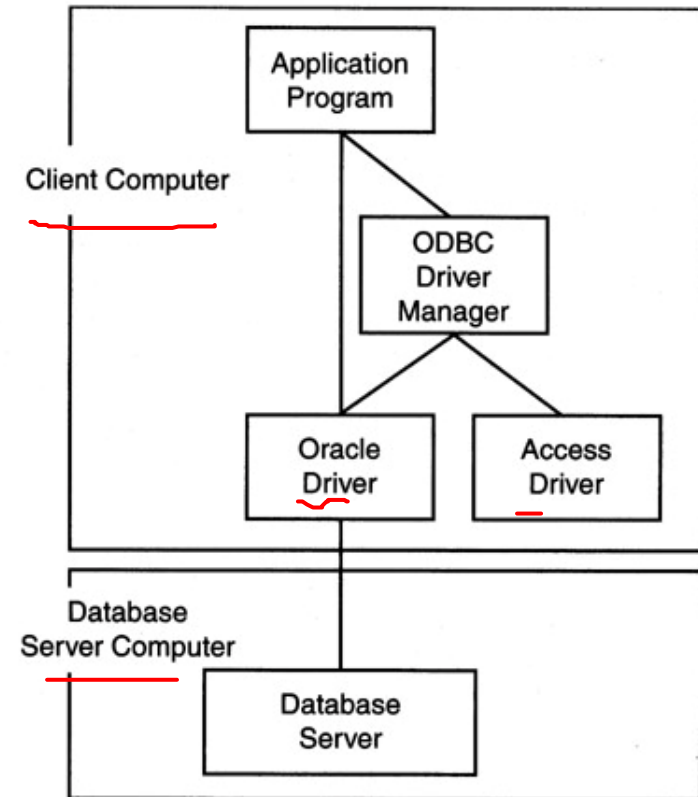 Application
Program
Client Computer
ODBC
Driver
Manager
Oracle
Driver
Access
Driver
Database
Server Computer
Database
Server